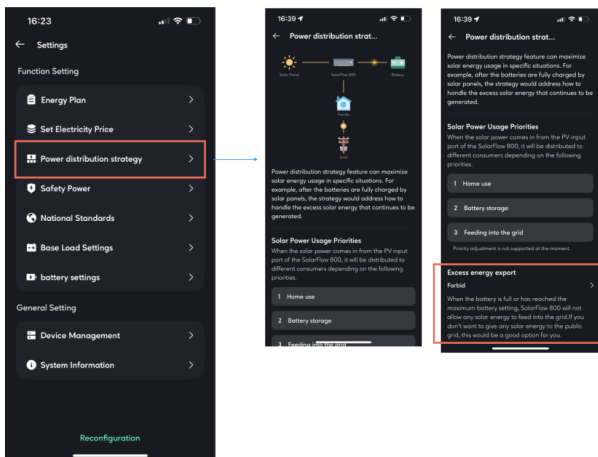 16:23
Settings
Function Setting
Energy Plan
Set Electricity Price
Power distribution strategy
Safety Power
National Standards
Base Load Settings
battery settings
General Setting
Device Management
System Information
Reconfiguration
16:39
Power distribution strat...
Solar Panel
SolarFlow 800
Battery
Family
Grid
Power distribution strategy feature can maximize
solar energy usage in specific situations. For
example, after the batteries are fully charged by
solar panels, the strategy would address how to
handle the excess solar energy that continues to be
generated.
Solar Power Usage Priorities
When the solar power comes in from the PV input
port of the SolarFlow 800, it will be distributed to
different consumers depending on the following
priorities.
1 Home use
2 Battery storage
3 Feeding into the grid
16:39
Power distribution strat...
Power distribution strategy feature can maximize
solar energy usage in specific situations. For
example, after the batteries are fully charged by
solar panels, the strategy would address how to
handle the excess solar energy that continues to be
generated.
Solar Power Usage Priorities
When the solar power comes in from the PV input
port of the SolarFlow 800, it will be distributed to
different consumers depending on the following
priorities.
1 Home use
2 Battery storage
3 Feeding into the grid
Priority adjustment is not supported at the moment.
Excess energy export
Forbid
When the battery is full or has reached the
maximum battery setting, SolarFlow 800 will not
allow any solar energy to feed into the grid.If you
don't want to give any solar energy to the public
grid, this would be a good option for you.